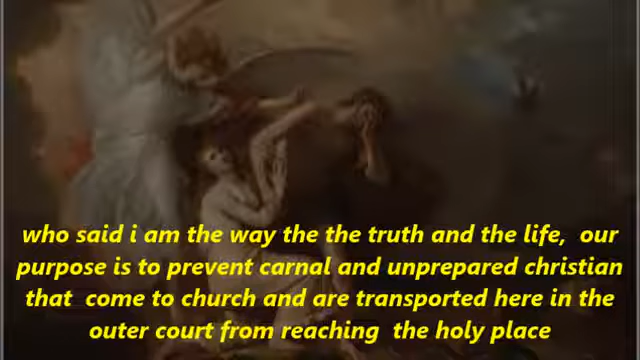 who said i am the way the the truth and the life,  our
purpose is to prevent carnal and unprepared christian
that  come to church and are transported here in the
outer court from reaching  the holy place